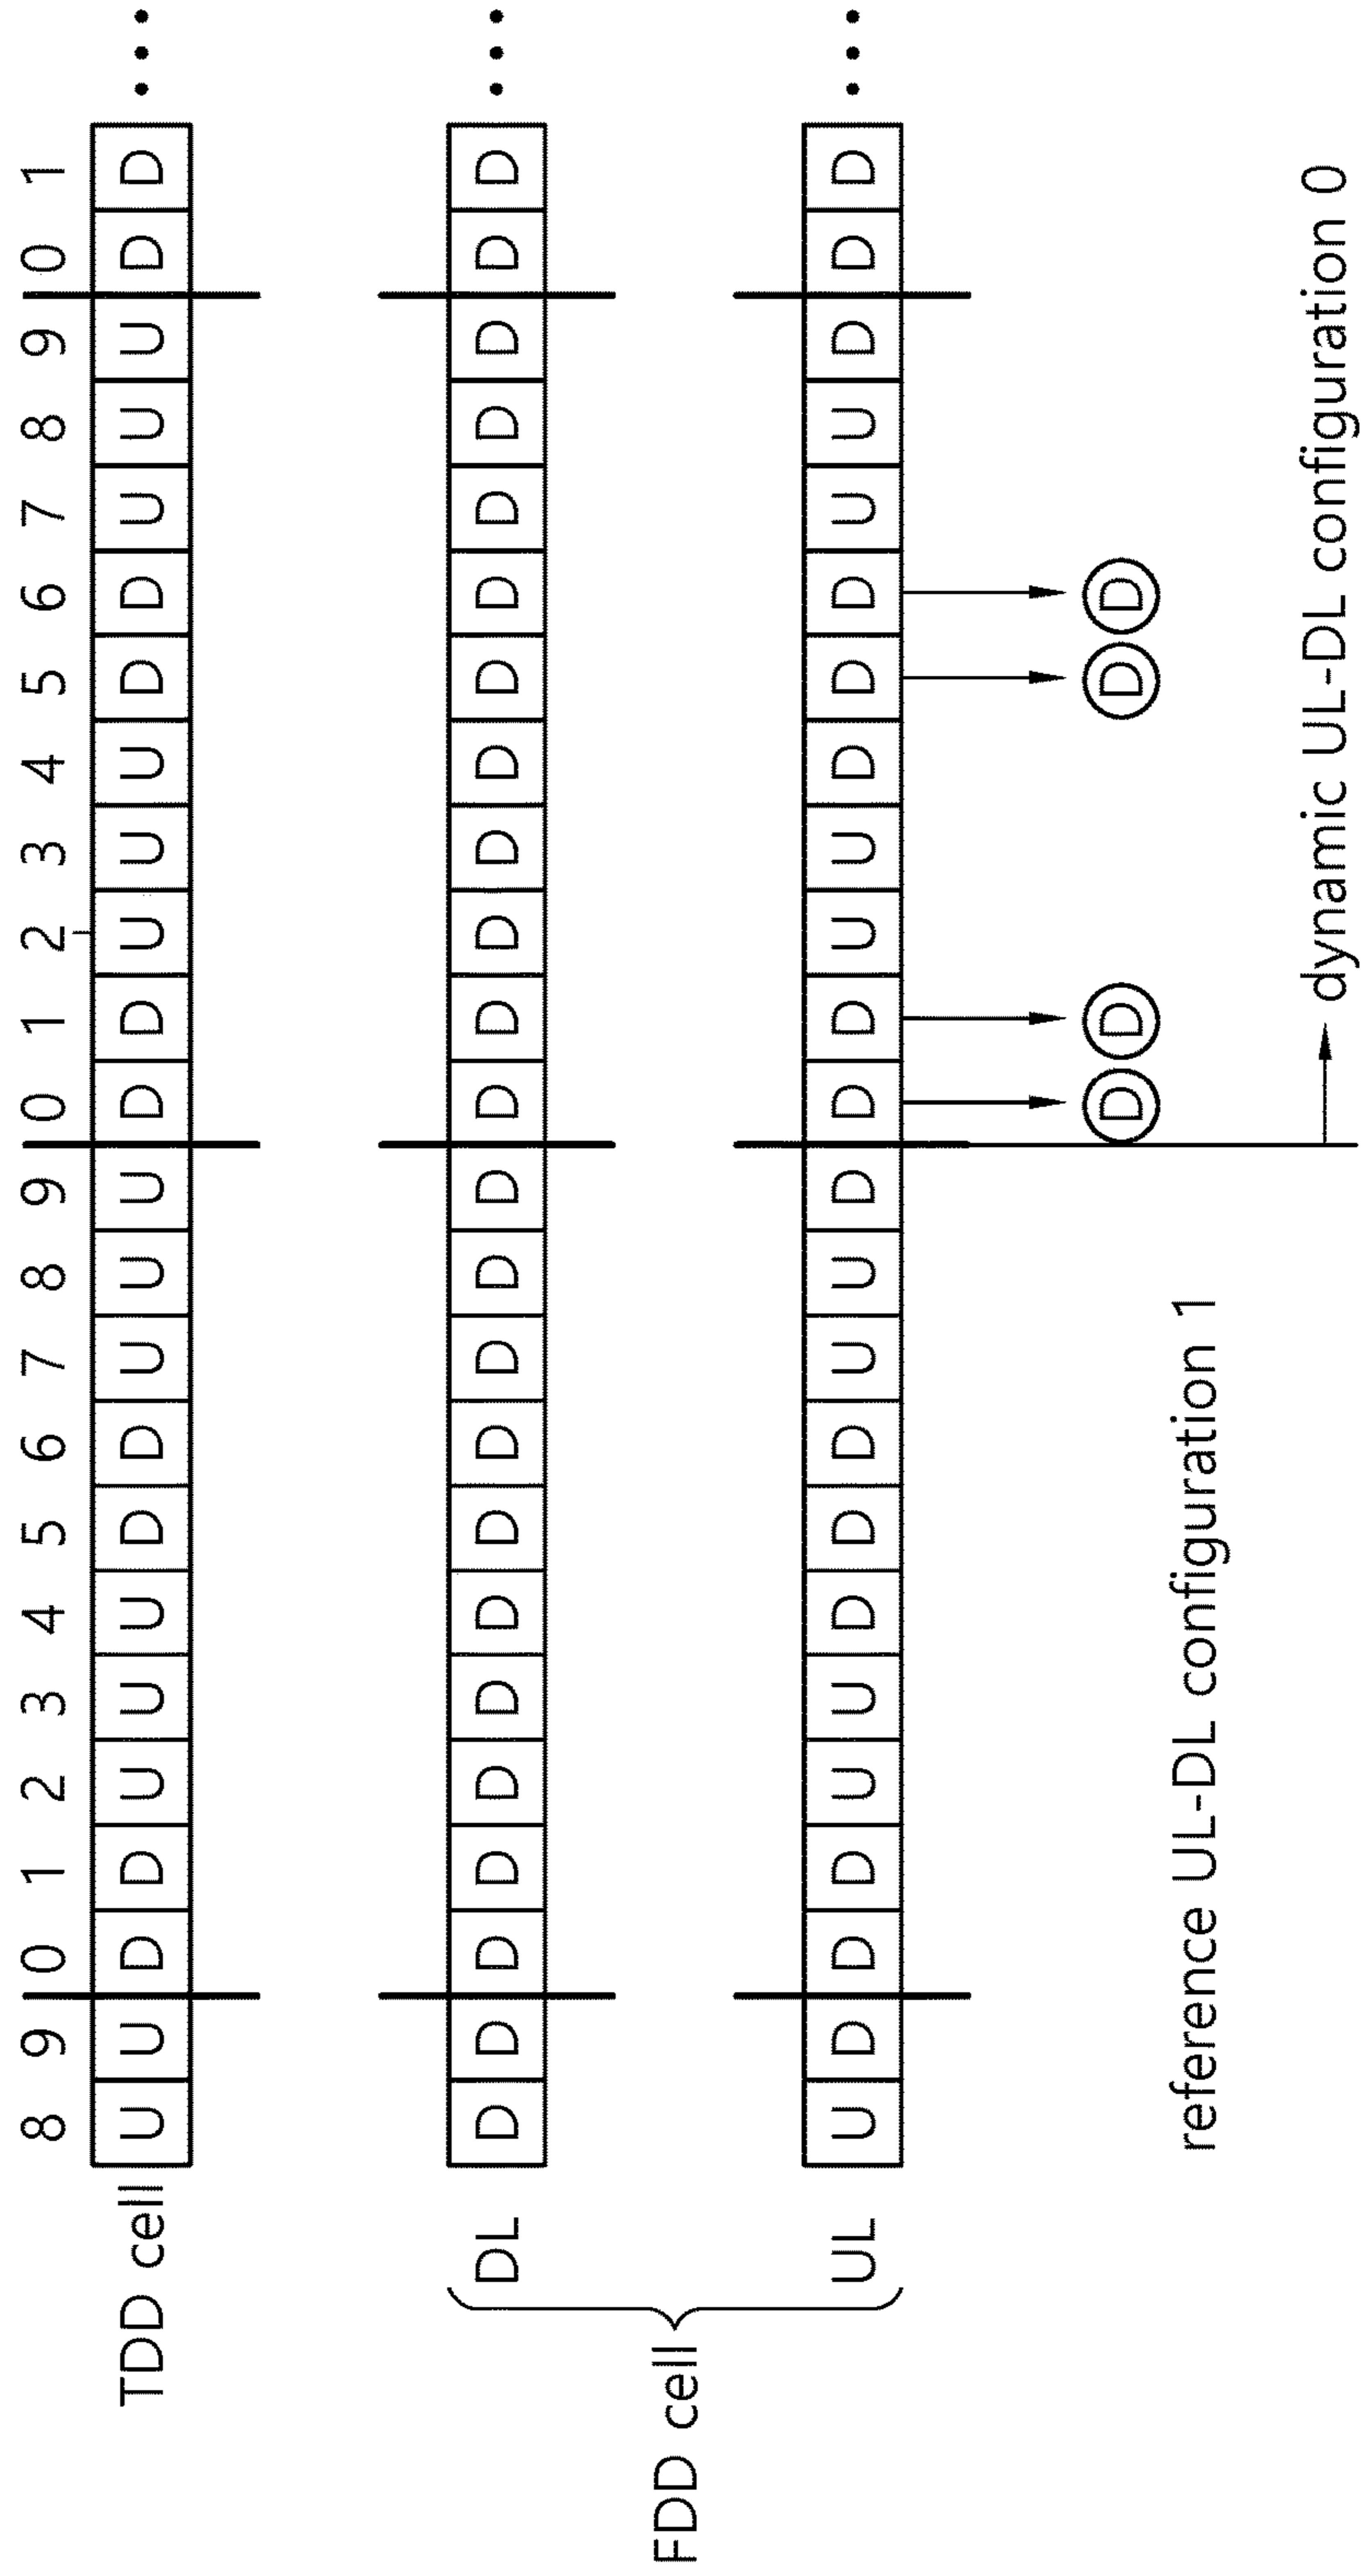 8 9 0 1 2 3 4 5 6 7 8 9 0 1 2 3 4 5 6 7 8 9 0 1
TDD cell U U D D U U U D D U U U D D U U U D D U U U D D
DL D D D D D D D D D D D D D D D D D D D D D D D D
FDD cell
UL U D D D U U D D D U U D D D U U D D D U U D D D
D D D D
reference UL-DL configuration 1
dynamic UL-DL configuration 0